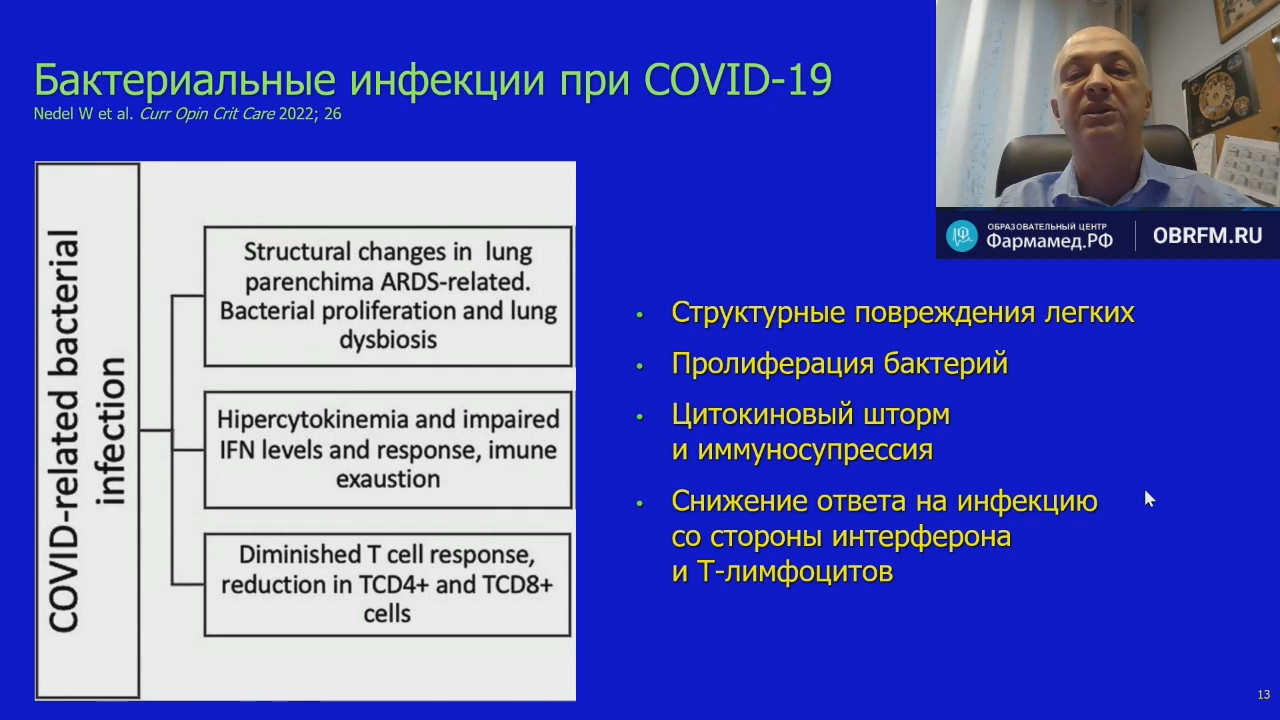 Бактериальные инфекции при COVID-19
Nedel W et al. Curr Opin Crit Care 2022; 26
COVID-related bacterial
infection
Structural changes in lung
parenchima ARDS-related.
Bacterial proliferation and lung
dysbiosis
Hipercytokinemia and impaired
IFN levels and response, imune
exaustion
Diminished T cell response,
reduction in TCD4+ and TCD8+
cells
ОБРАЗОВАТЕЛЬНЫЙ ЦЕНТР
Фармамед.РФ
OBRFM.RU
• Структурные повреждения легких
• Пролиферация бактерий
• Цитокиновый шторм
и иммуносупрессия
• Снижение ответа на инфекцию
со стороны интерферона
и Т-лимфоцитов
13